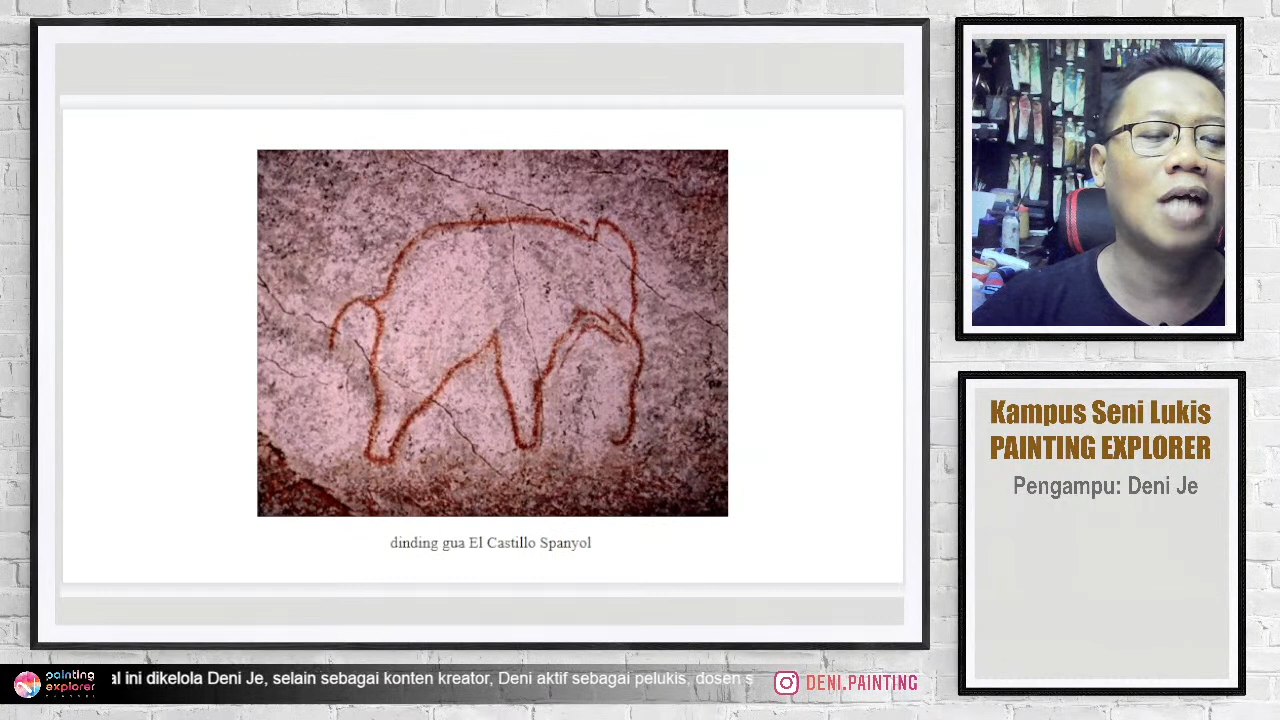 dinding gua El Castillo Spanyol
Kampus Seni Lukis
PAINTING EXPLORER
Pengampu: Deni Je
painting
explorer
CHANNEL
al ini dikelola Deni Je, selain sebagai konten kreator, Deni aktif sebagai pelukis, dosen s
DENI.PAINTING